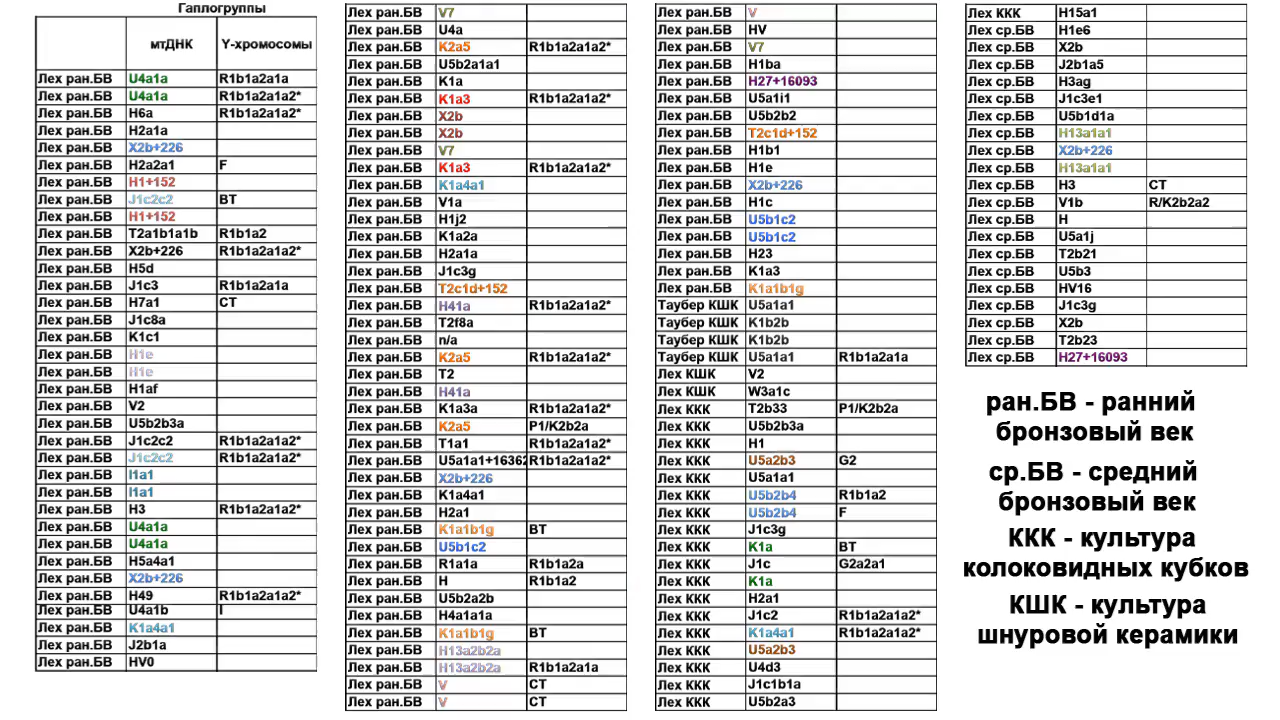 Гаплогруппы
мтДНК Y-хромосомы
Лех ран.БВ U4a1a R1b1a2a1a
Лех ран.БВ U4a1a R1b1a2a1a2*
Лех ран.БВ H6a R1b1a2a1a2*
Лех ран.БВ H2a1a
Лех ран.БВ X2b+226
Лех ран.БВ H2a2a1 F
Лех ран.БВ H1+152
Лех ран.БВ J1c2c2 BT
Лех ран.БВ H1+152
Лех ран.БВ T2a1b1a1b R1b1a2
Лех ран.БВ X2b+226 R1b1a2a1a2*
Лех ран.БВ H5d
Лех ран.БВ J1c3 R1b1a2a1a
Лех ран.БВ H7a1 CT
Лех ран.БВ J1c8a
Лех ран.БВ K1c1
Лех ран.БВ H1e
Лех ран.БВ H1e
Лех ран.БВ H1af
Лех ран.БВ V2
Лех ран.БВ U5b2b3a
Лех ран.БВ J1c2c2 R1b1a2a1a2*
Лех ран.БВ J1c2c2 R1b1a2a1a2*
Лех ран.БВ I1a1
Лех ран.БВ I1a1
Лех ран.БВ H3 R1b1a2a1a2*
Лех ран.БВ U4a1a
Лех ран.БВ U4a1a
Лех ран.БВ H5a4a1
Лех ран.БВ X2b+226
Лех ран.БВ H49 R1b1a2a1a2*
Лех ран.БВ U4a1b I
Лех ран.БВ K1a4a1
Лех ран.БВ J2b1a
Лех ран.БВ HV0
Лех ран.БВ V7
Лех ран.БВ U4a
Лех ран.БВ K2a5 R1b1a2a1a2*
Лех ран.БВ U5b2a1a1
Лех ран.БВ K1a
Лех ран.БВ K1a3 R1b1a2a1a2*
Лех ран.БВ X2b
Лех ран.БВ X2b
Лех ран.БВ V7
Лех ран.БВ K1a3 R1b1a2a1a2*
Лех ран.БВ K1a4a1
Лех ран.БВ V1a
Лех ран.БВ H1j2
Лех ран.БВ K1a2a
Лех ран.БВ H2a1a
Лех ран.БВ J1c3g
Лех ран.БВ T2c1d+152
Лех ран.БВ H41a R1b1a2a1a2*
Лех ран.БВ T2f8a
Лех ран.БВ n/a
Лех ран.БВ K2a5 R1b1a2a1a2*
Лех ран.БВ T2
Лех ран.БВ H41a
Лех ран.БВ K1a3a R1b1a2a1a2*
Лех ран.БВ K2a5 P1/K2b2a
Лех ран.БВ T1a1 R1b1a2a1a2*
Лех ран.БВ U5a1a1+16362 R1b1a2a1a2*
Лех ран.БВ X2b+226
Лех ран.БВ K1a4a1
Лех ран.БВ H2a1
Лех ран.БВ K1a1b1g BT
Лех ран.БВ U5b1c2
Лех ран.БВ R1a1a R1b1a2a
Лех ран.БВ H R1b1a2
Лех ран.БВ U5b2a2b
Лех ран.БВ H4a1a1a
Лех ран.БВ K1a1b1g BT
Лех ран.БВ H13a2b2a
Лех ран.БВ H13a2b2a R1b1a2a1a
Лех ран.БВ V CT
Лех ран.БВ V CT
Лех ран.БВ V
Лех ран.БВ HV
Лех ран.БВ V7
Лех ран.БВ H1ba
Лех ран.БВ H27+16093
Лех ран.БВ U5a1i1
Лех ран.БВ U5b2b2
Лех ран.БВ T2c1d+152
Лех ран.БВ H1b1
Лех ран.БВ H1e
Лех ран.БВ X2b+226
Лех ран.БВ H1c
Лех ран.БВ U5b1c2
Лех ран.БВ U5b1c2
Лех ран.БВ H23
Лех ран.БВ K1a3
Лех ран.БВ K1a1b1g
Таубер КШК U5a1a1
Таубер КШК K1b2b
Таубер КШК K1b2b
Таубер КШК U5a1a1 R1b1a2a1a
Лех КШК V2
Лех КШК W3a1c
Лех ККК T2b33 P1/K2b2a
Лех ККК U5b2b3a
Лех ККК H1
Лех ККК U5a2b3 G2
Лех ККК U5a1a1
Лех ККК U5b2b4 R1b1a2
Лех ККК U5b2b4 F
Лех ККК J1c3g
Лех ККК K1a BT
Лех ККК J1c G2a2a1
Лех ККК K1a
Лех ККК H2a1
Лех ККК J1c2 R1b1a2a1a2*
Лех ККК K1a4a1 R1b1a2a1a2*
Лех ККК U5a2b3
Лех ККК U4d3
Лех ККК J1c1b1a
Лех ККК U5b2a3
Лех ККК H15a1
Лех ср.БВ H1e6
Лех ср.БВ X2b
Лех ср.БВ J2b1a5
Лех ср.БВ H3ag
Лех ср.БВ J1c3e1
Лех ср.БВ U5b1d1a
Лех ср.БВ H13a1a1
Лех ср.БВ X2b+226
Лех ср.БВ H13a1a1
Лех ср.БВ H3 CT
Лех ср.БВ V1b R/K2b2a2
Лех ср.БВ H
Лех ср.БВ U5a1j
Лех ср.БВ T2b21
Лех ср.БВ U5b3
Лех ср.БВ HV16
Лех ср.БВ J1c3g
Лех ср.БВ X2b
Лех ср.БВ T2b23
Лех ср.БВ H27+16093
ран.БВ - ранний
бронзовый век
ср.БВ - средний
бронзовый век
ККК - культура
колоковидных кубков
КШК - культура
шнуровой керамики